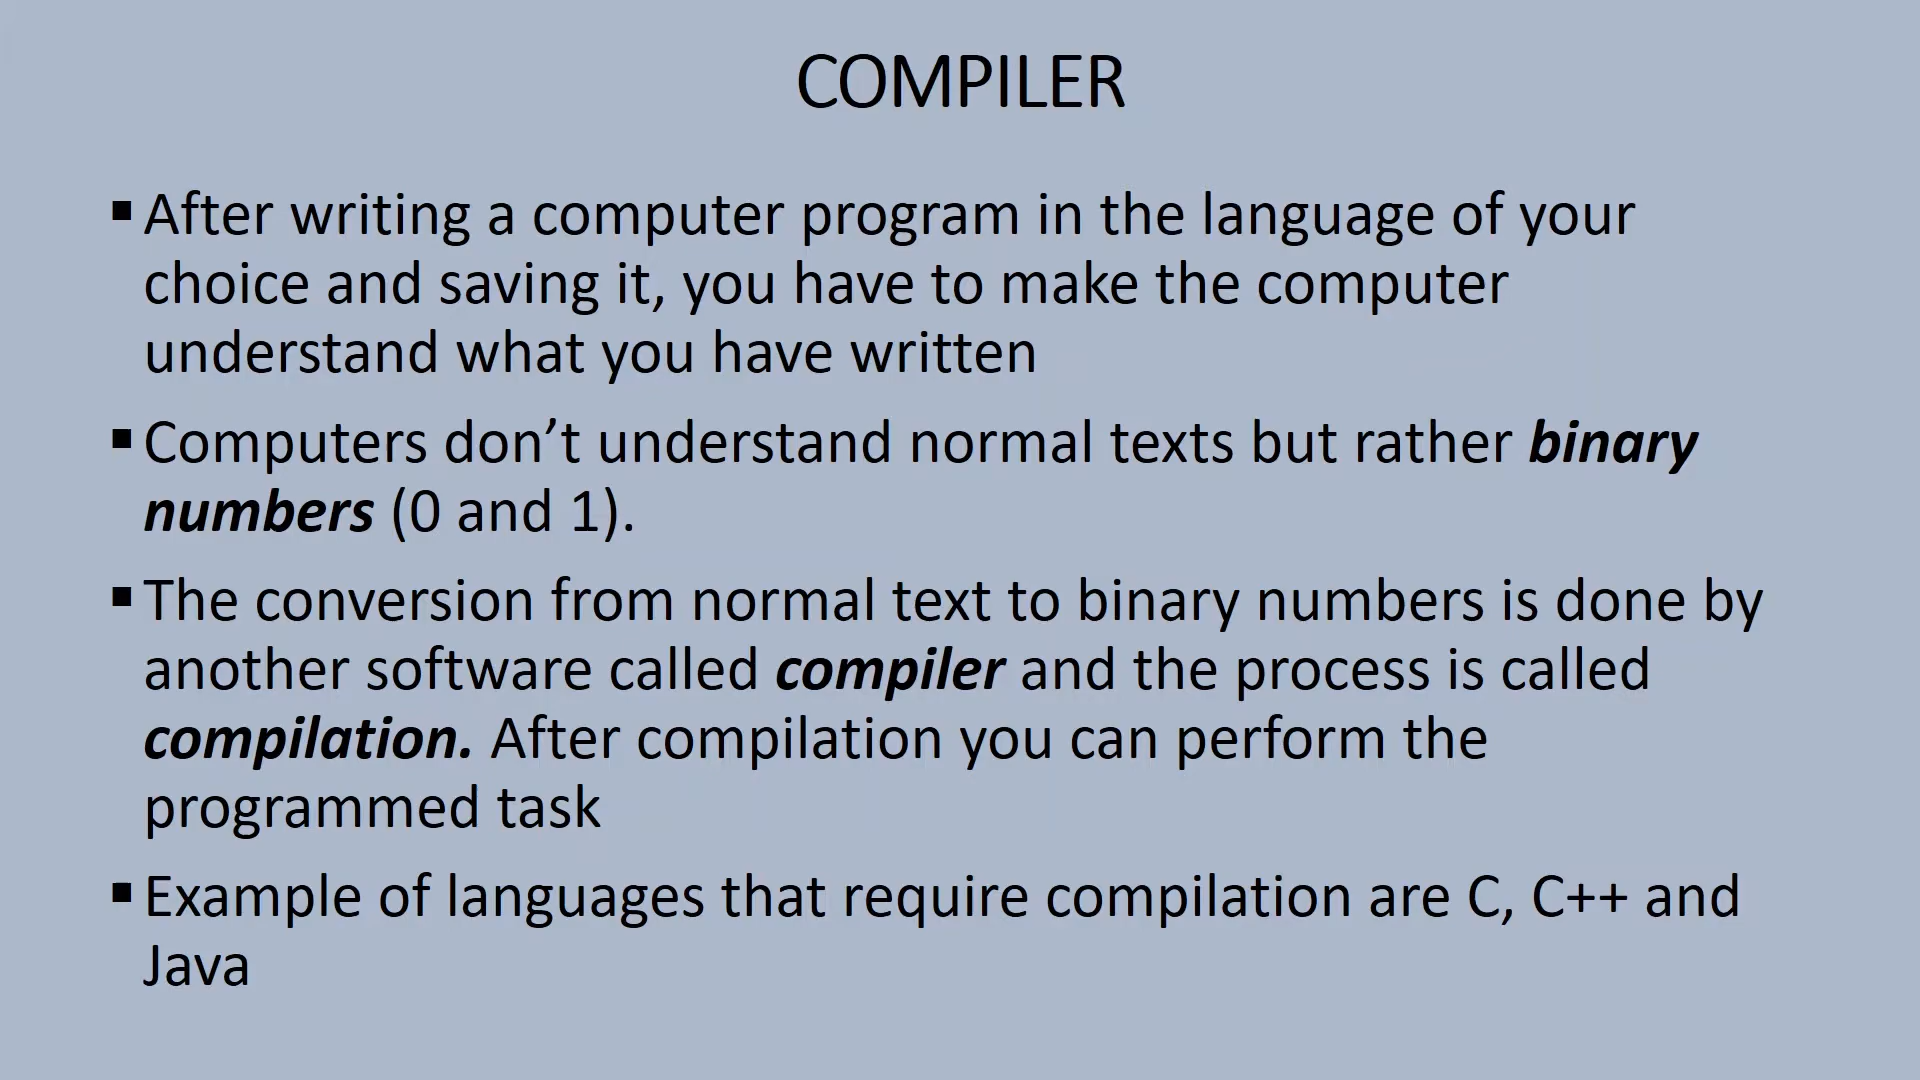 COMPILER
▪ After writing a computer program in the language of your
choice and saving it, you have to make the computer
understand what you have written
▪ Computers don’t understand normal texts but rather binary
numbers (0 and 1).
▪ The conversion from normal text to binary numbers is done by
another software called compiler and the process is called
compilation. After compilation you can perform the
programmed task
▪ Example of languages that require compilation are C, C++ and
Java